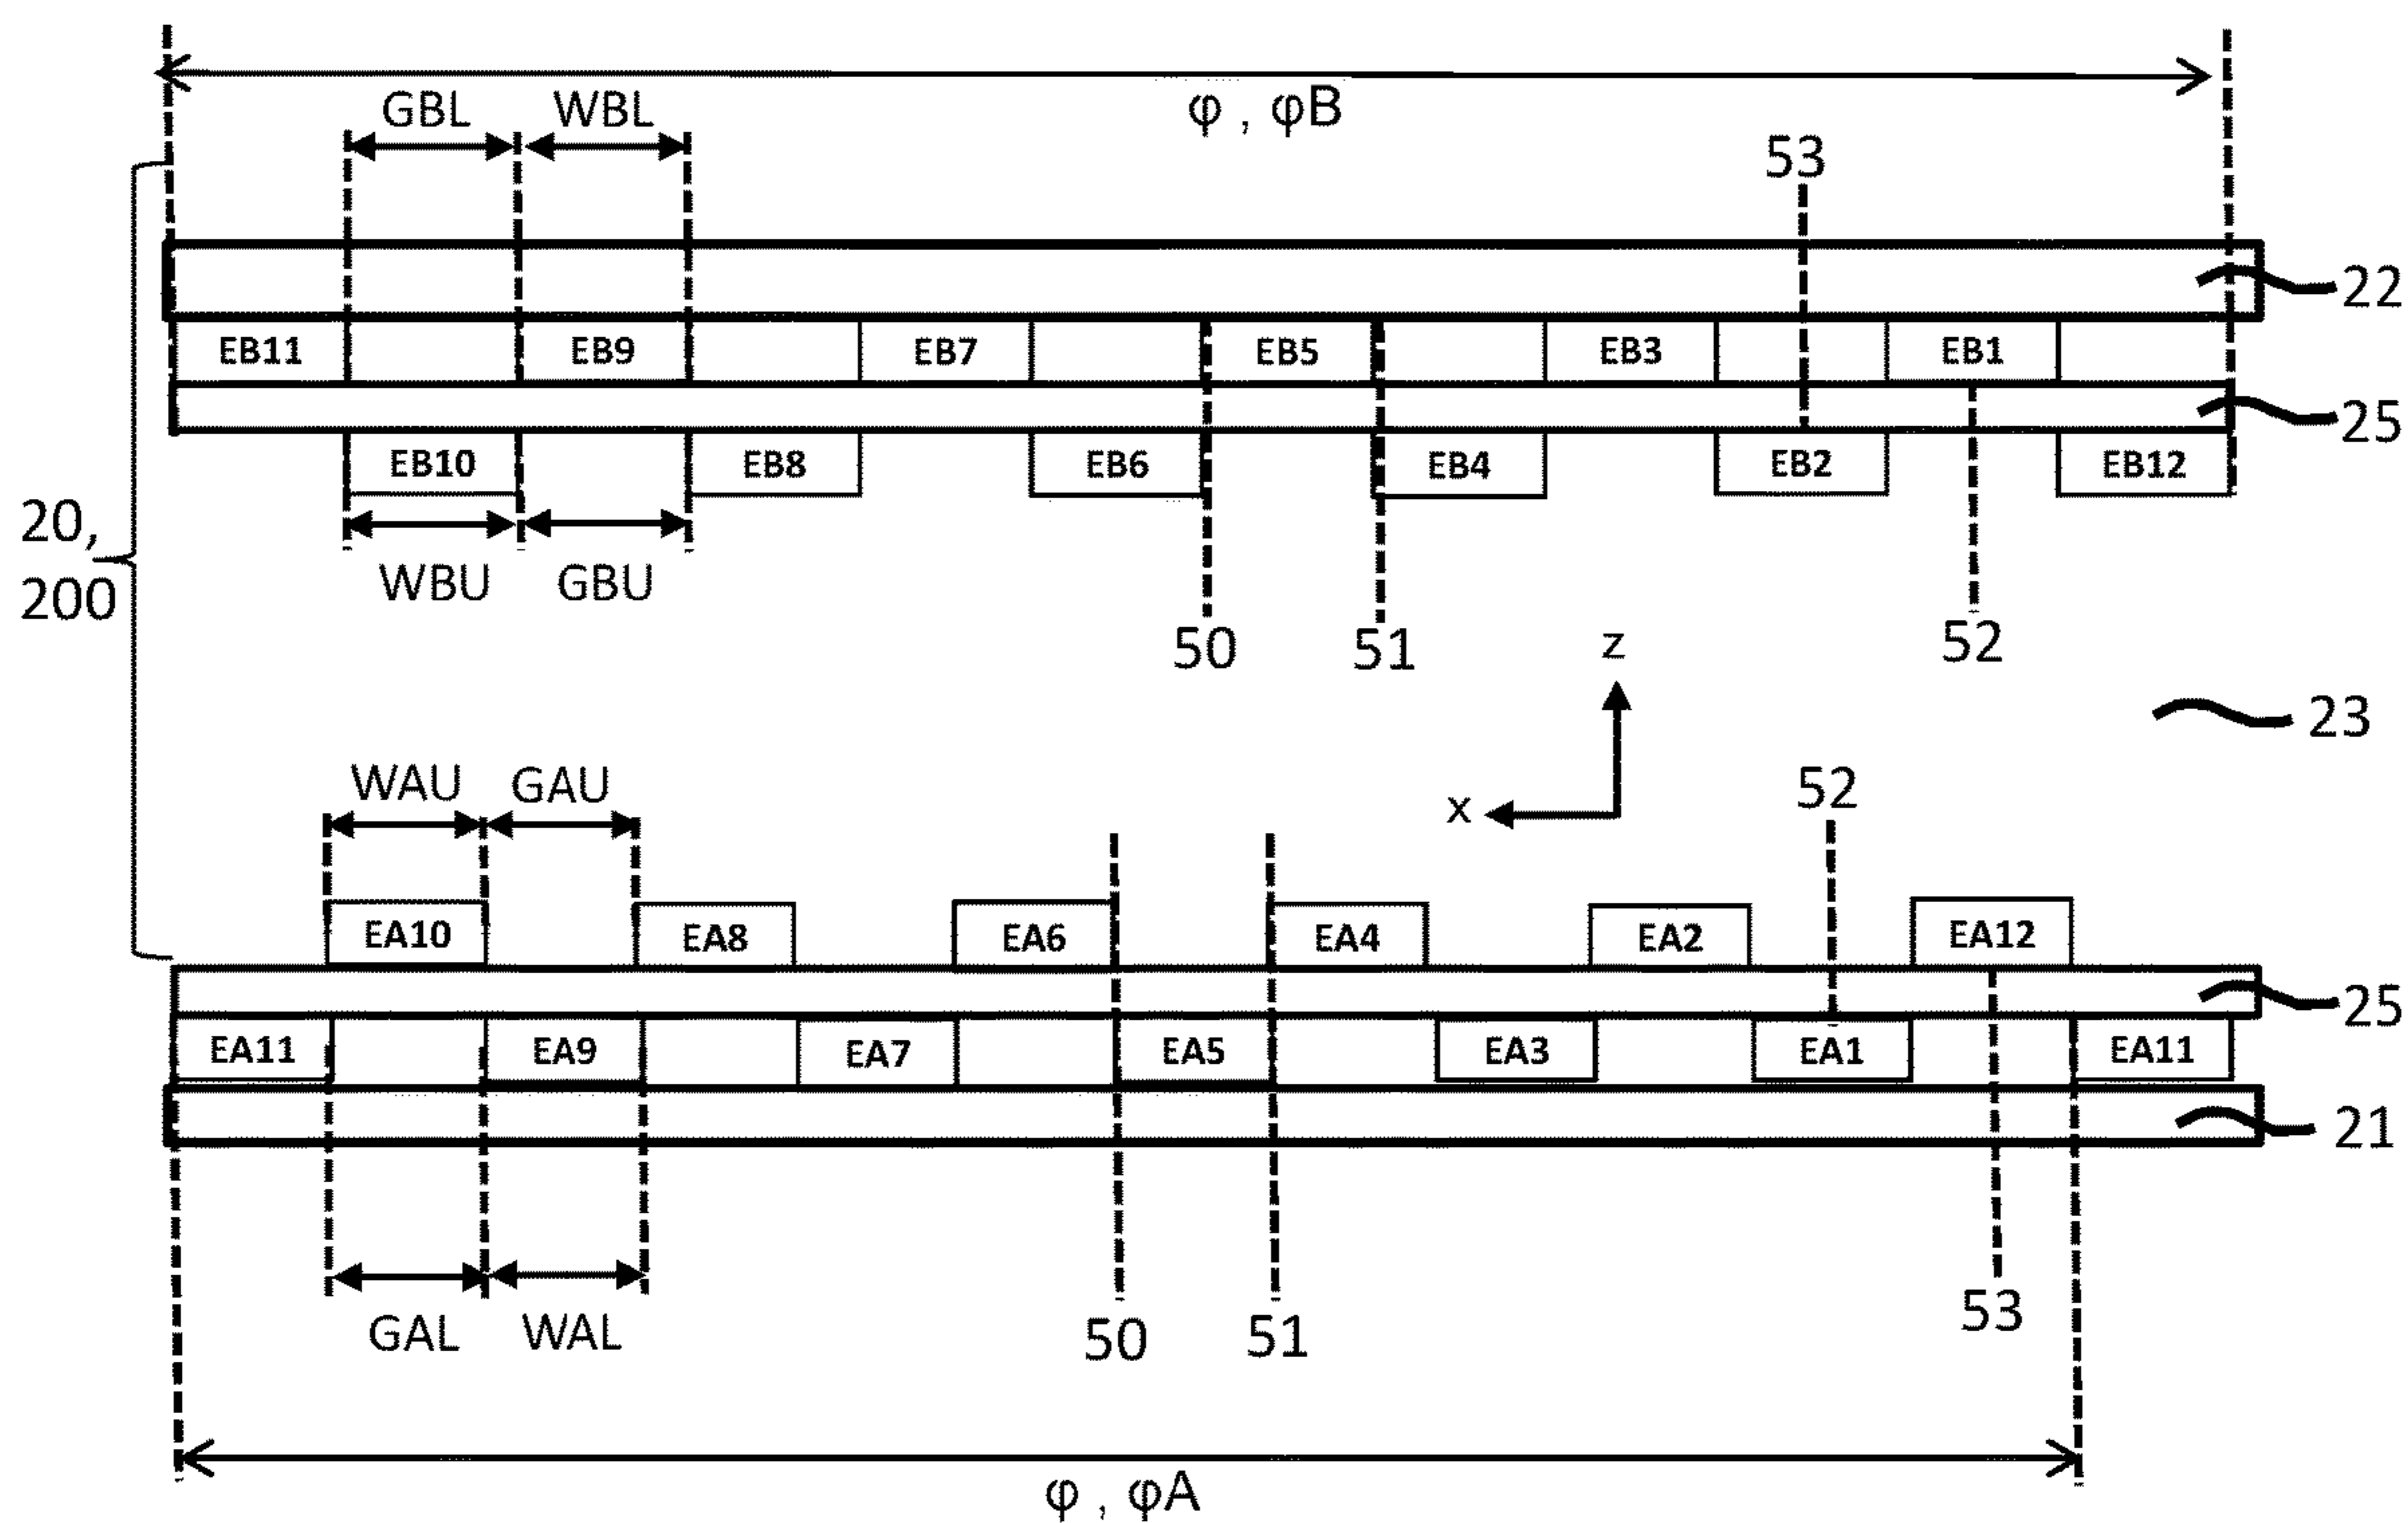 φ , φB
GBL WBL
53
22
EB11 EB9 EB7 EB5 EB3 EB1
25
EB10 EB8 EB6 EB4 EB2 EB12
20,
200
WBU GBU
50 51 52
z
23
x
WAU GAU
52
EA10 EA8 EA6 EA4 EA2 EA12
25
EA11 EA9 EA7 EA5 EA3 EA1 EA11
21
GAL WAL
50 51 53
φ , φA